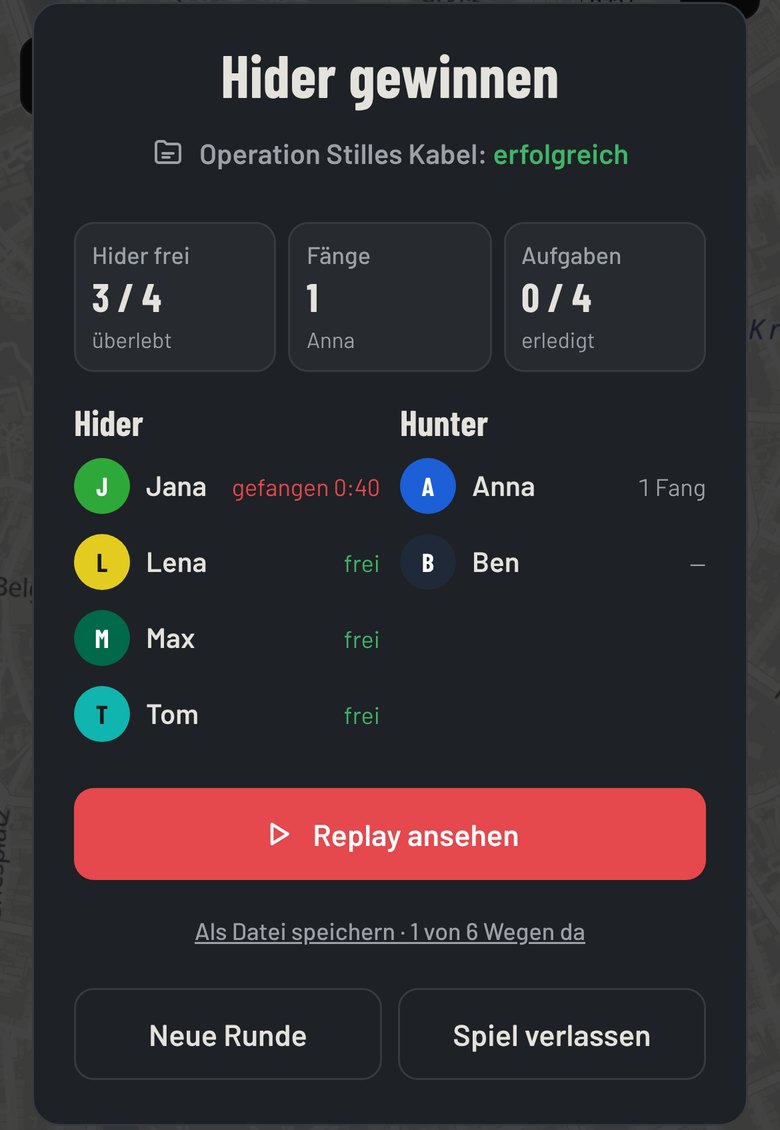 Hider gewinnen
Operation Stilles Kabel: erfolgreich
Hider frei
3 / 4
überlebt
Fänge
1
Anna
Aufgaben
0 / 4
erledigt
Hider
J Jana gefangen 0:40
L Lena frei
M Max frei
T Tom frei
Hunter
A Anna 1 Fang
B Ben –
Replay ansehen
Als Datei speichern · 1 von 6 Wegen da
Neue Runde
Spiel verlassen